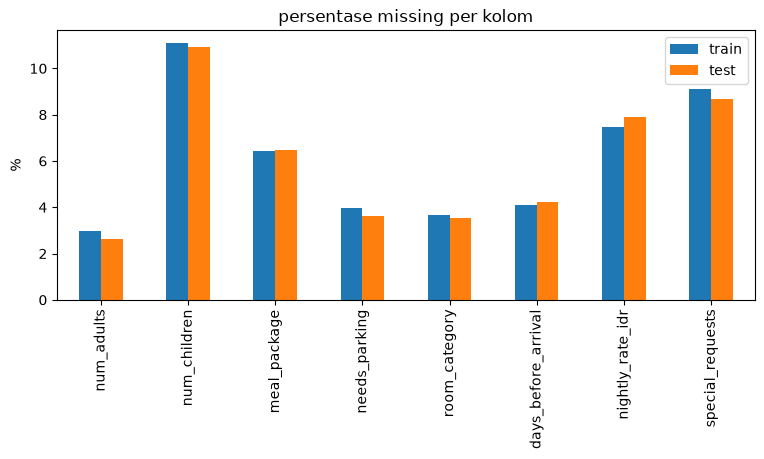 persentase missing per kolom
train
test
%
10
8
6
4
2
0
num_adults
num_children
meal_package
needs_parking
room_category
days_before_arrival
nightly_rate_idr
special_requests